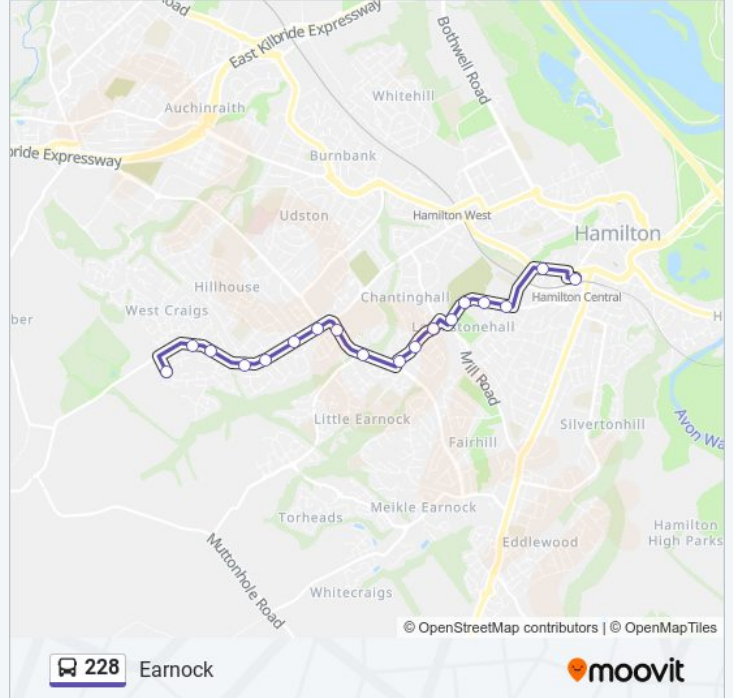 oad
East Kilbride Expressway
Bothwell Road
Whitehill
Auchinraith
bride Expressway
Burnbank
Udston
Hamilton West
Hamilton
Hillhouse
Chantinghall
Hamilton Central
West Craigs
ber
H
L
stonehall
Mill Road
Little Earnock
Silvertonhill
Avon Wa
Fairhill
Meikle Earnock
Torheads
Hamilton
High Parks
Eddlewood
Muttonhole Road
Whitecraigs
© OpenStreetMap contributors | © OpenMapTiles
228 Earnock
moovit